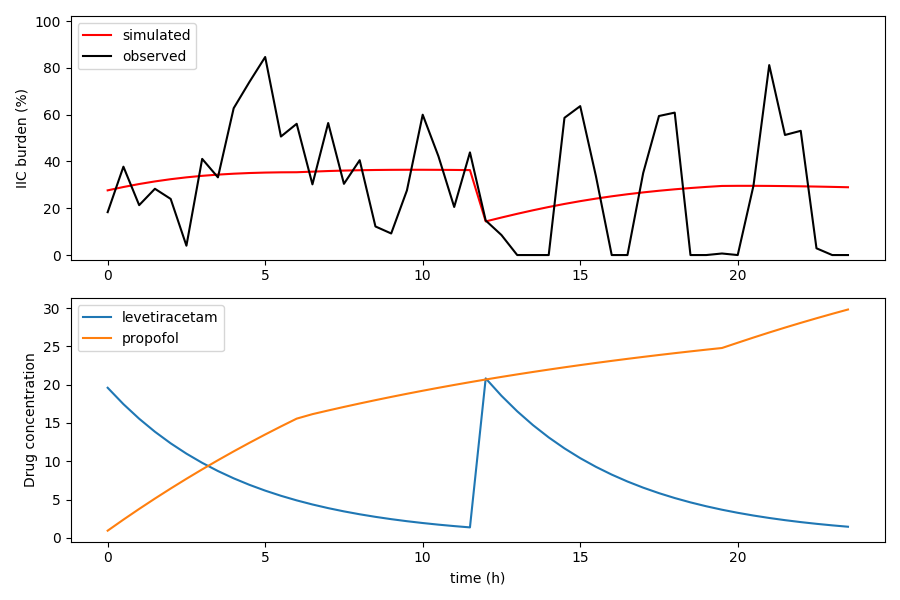 100
80
60
40
20
0
IIC burden (%)
simulated
observed
0 5 10 15 20
30
25
20
15
10
5
0
Drug concentration
levetiracetam
propofol
0 5 10 15 20
time (h)